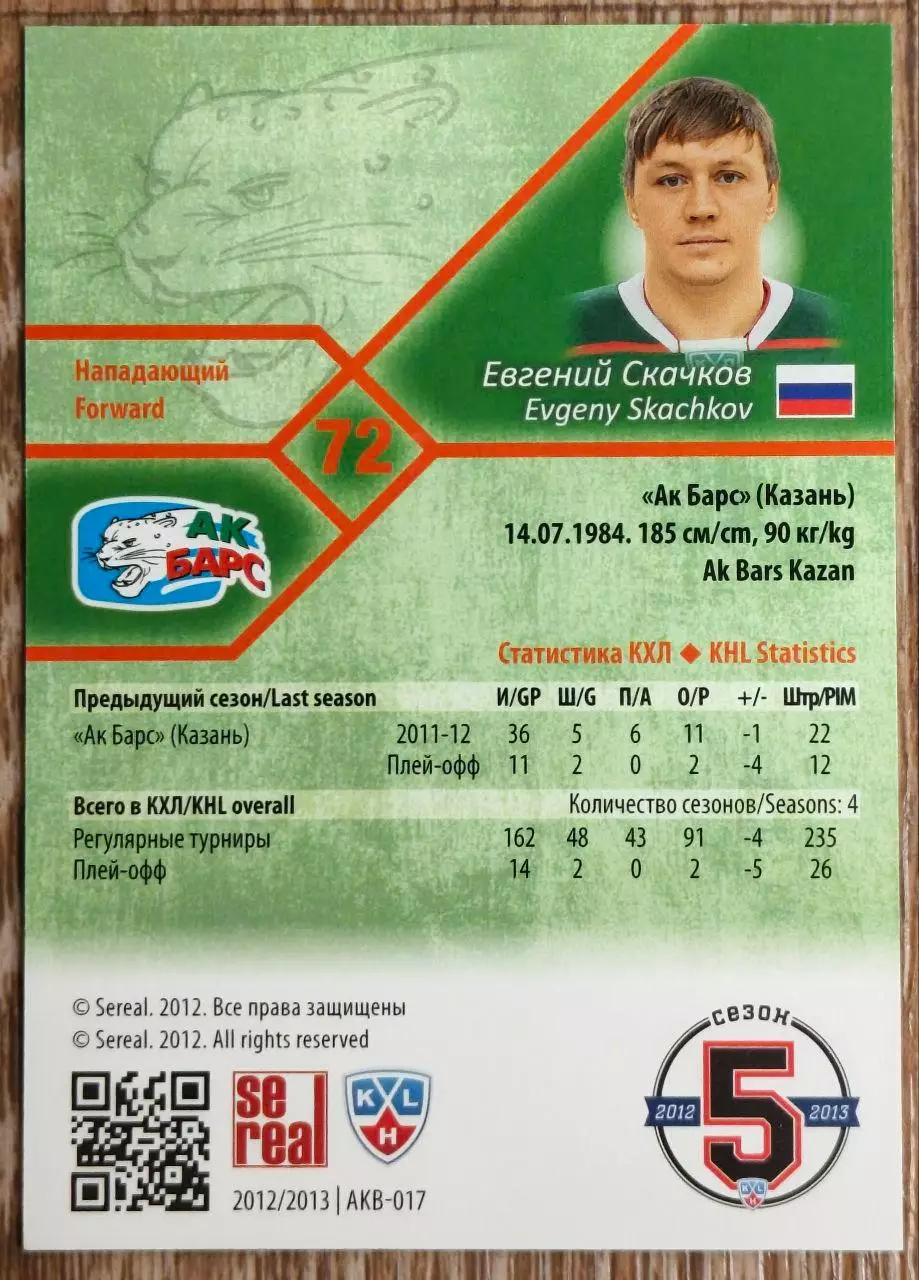 Нападающий
Forward
72
Евгений Скачков
Evgeny Skachkov
АК
БАРС
«Ак Барс» (Казань)
14.07.1984. 185 см/cm, 90 кг/kg
Ak Bars Kazan
Статистика КХЛ ◆ KHL Statistics
Предыдущий сезон/Last season И/GP Ш/G П/A О/P +/- Штр/PIM
«Ак Барс» (Казань) 2011-12 36 5 6 11 -1 22
Плей-офф 11 2 0 2 -4 12
Всего в КХЛ/KHL overall Количество сезонов/Seasons: 4
Регулярные турниры 162 48 43 91 -4 235
Плей-офф 14 2 0 2 -5 26
© Sereal. 2012. Все права защищены
© Sereal. 2012. All rights reserved
se
real
KHL
2012/2013 | AKB-017
сезон
2012 5 2013
KHL